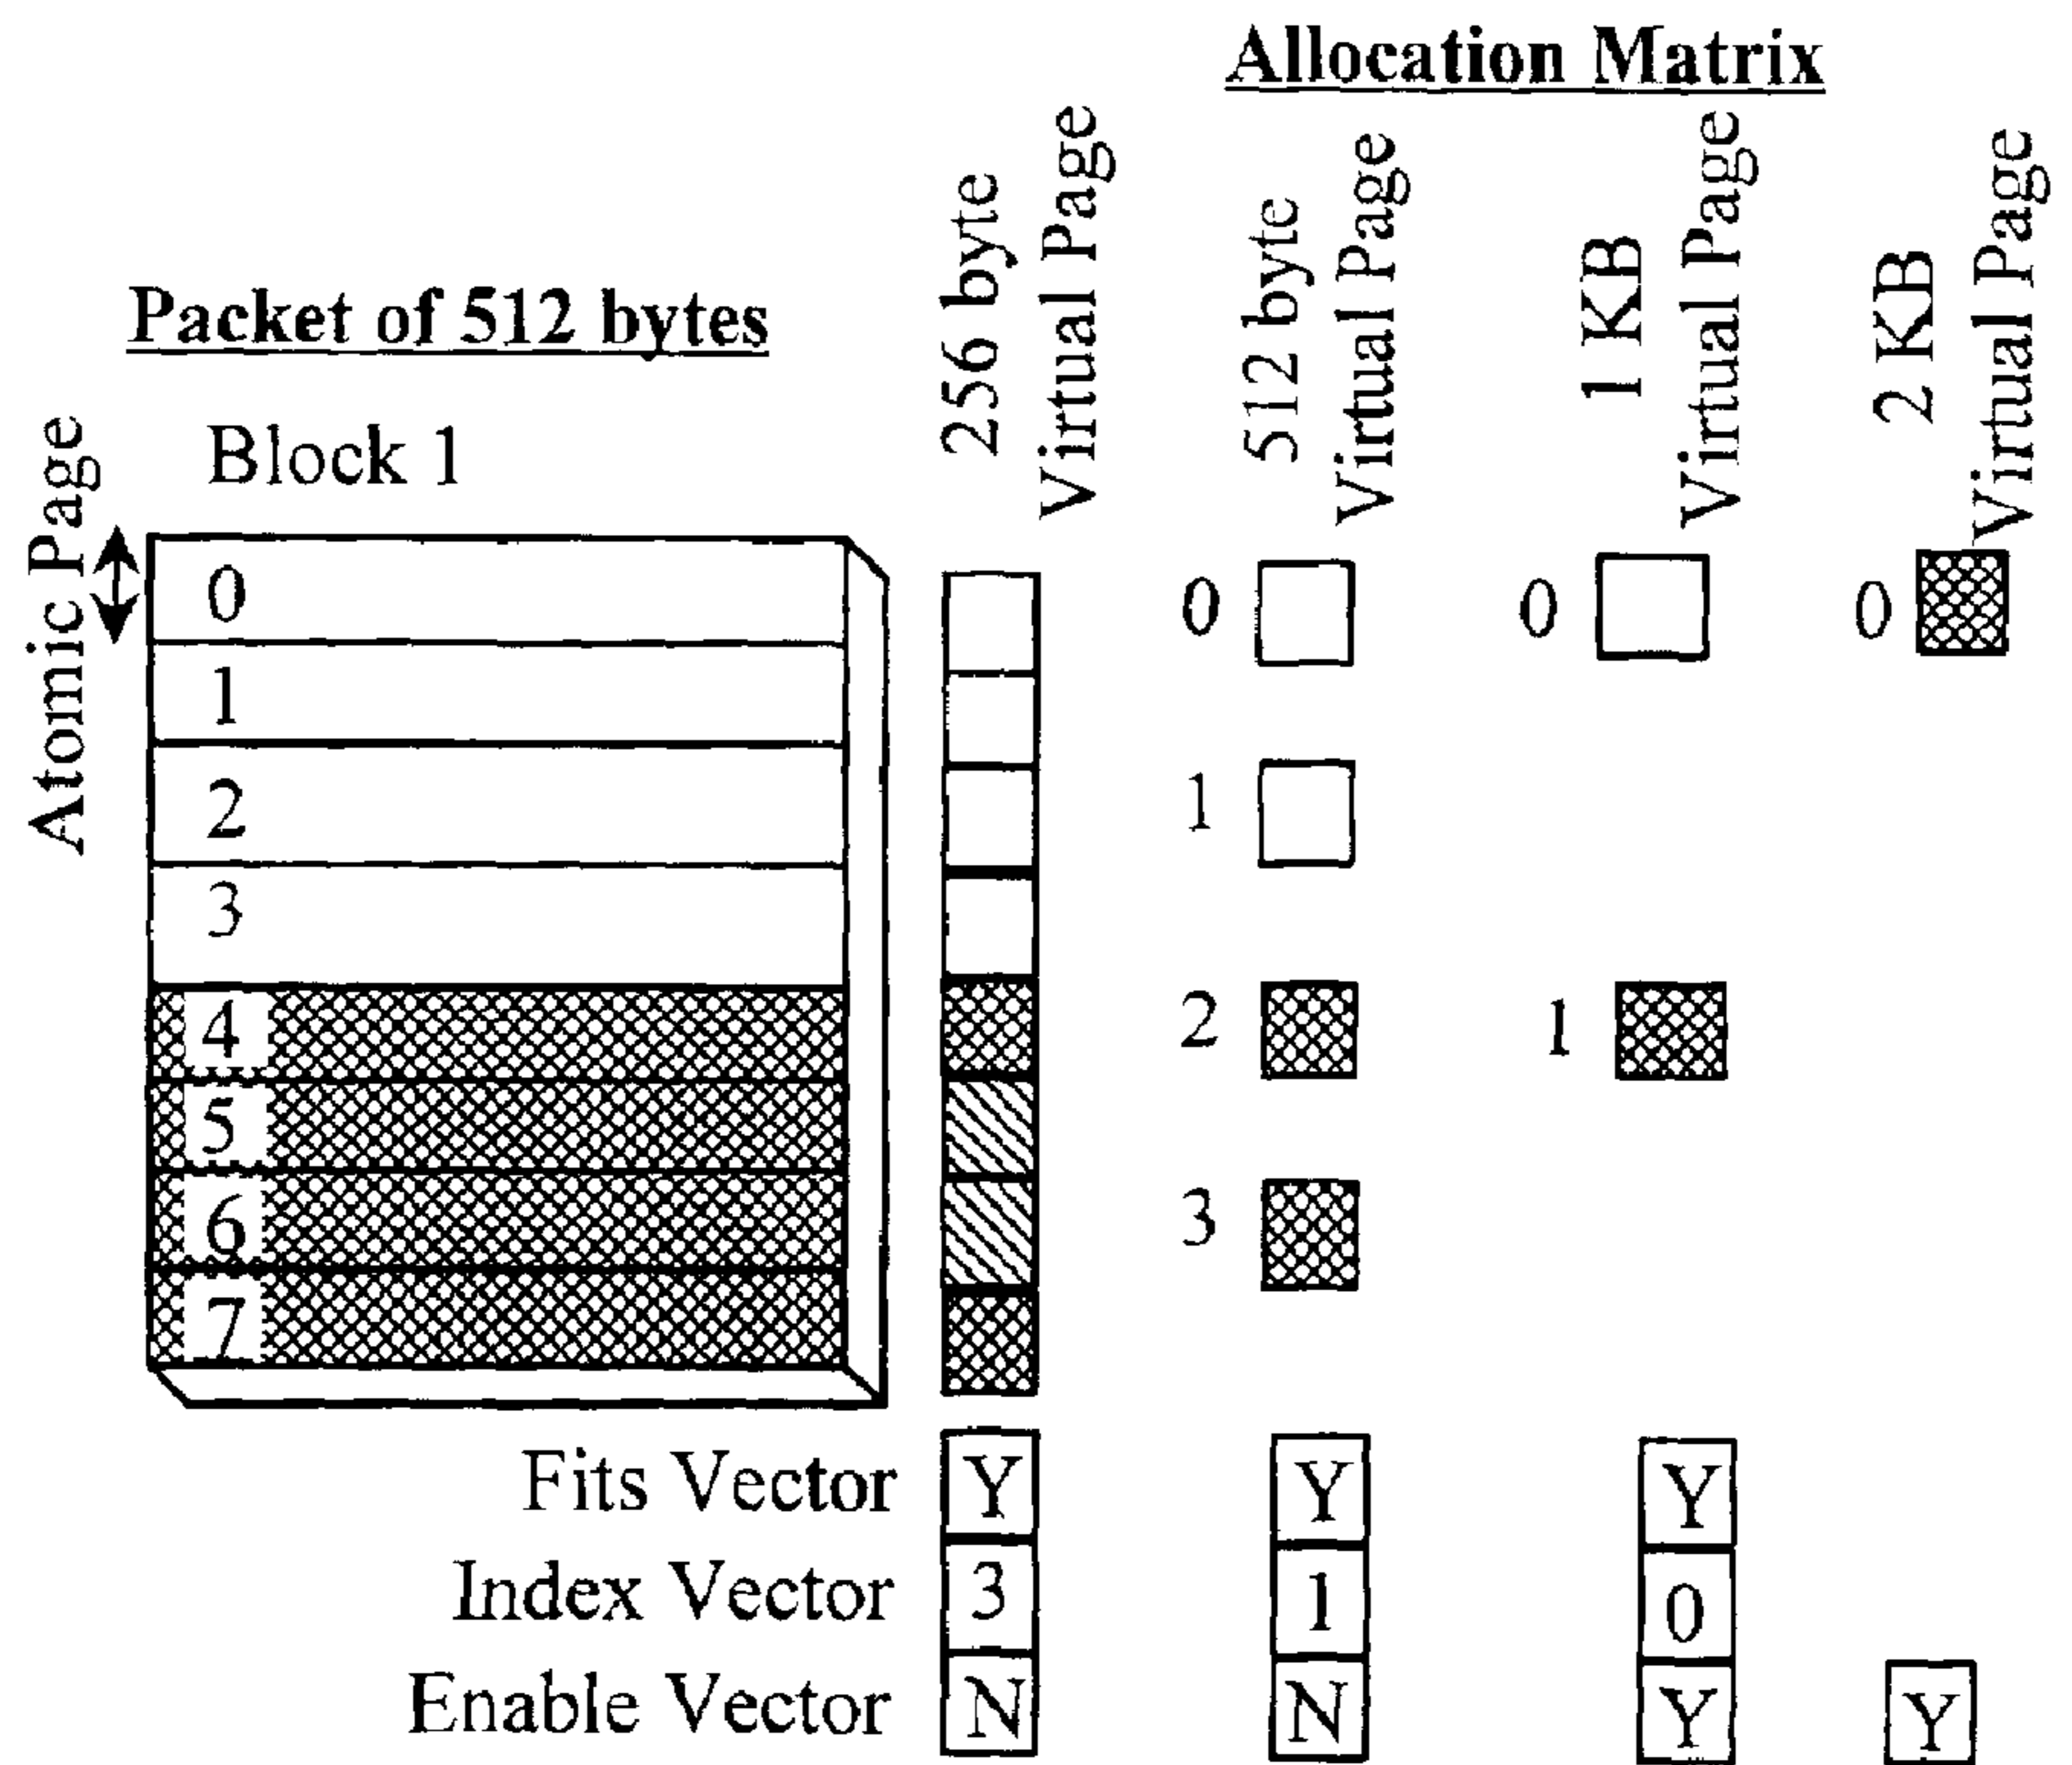 Allocation Matrix
Packet of 512 bytes
Block 1
Atomic Page
256 byte
Virtual Page
512 byte
Virtual Page
1 KB
Virtual Page
2 KB
Virtual Page
0 0 0 0
1
2 1
3
4 2 1
5
6 3
7
Fits Vector Y Y Y
Index Vector 3 1 0
Enable Vector N N Y Y